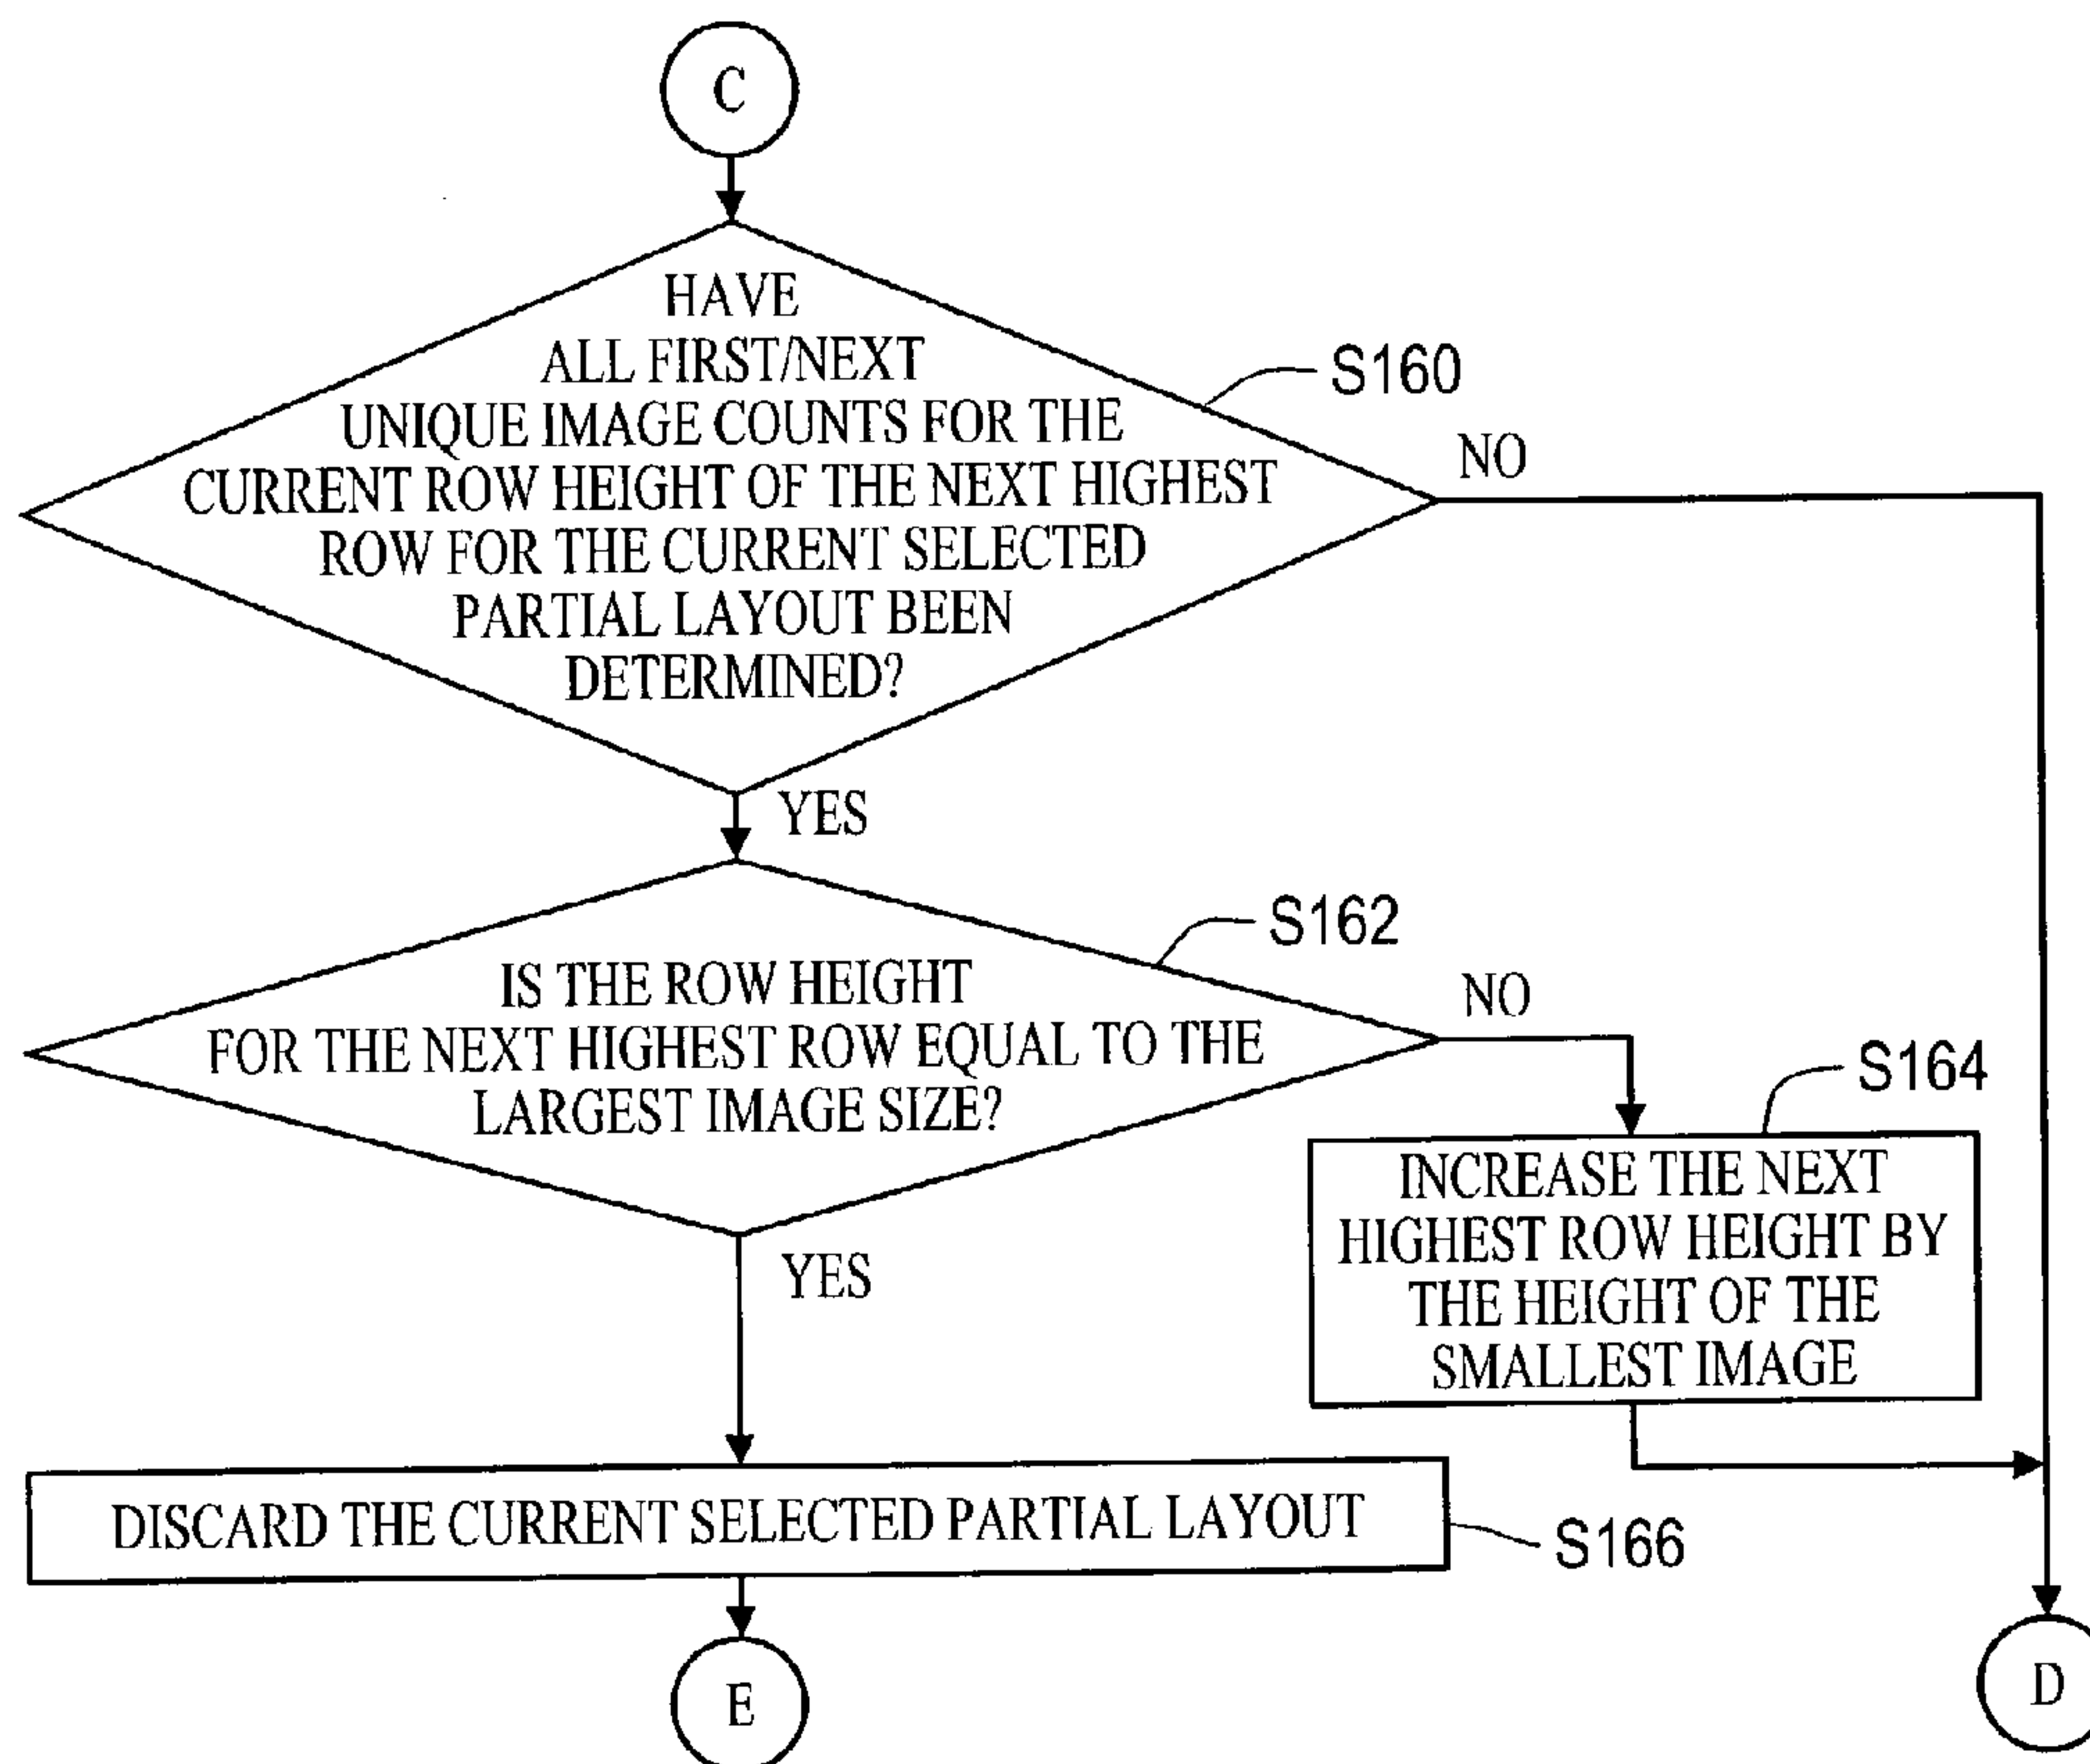 C
HAVE
ALL FIRST/NEXT
UNIQUE IMAGE COUNTS FOR THE
CURRENT ROW HEIGHT OF THE NEXT HIGHEST
ROW FOR THE CURRENT SELECTED
PARTIAL LAYOUT BEEN
DETERMINED?
S160
NO
YES
IS THE ROW HEIGHT
FOR THE NEXT HIGHEST ROW EQUAL TO THE
LARGEST IMAGE SIZE?
S162
NO
S164
INCREASE THE NEXT
HIGHEST ROW HEIGHT BY
THE HEIGHT OF THE
SMALLEST IMAGE
YES
DISCARD THE CURRENT SELECTED PARTIAL LAYOUT
S166
E
D